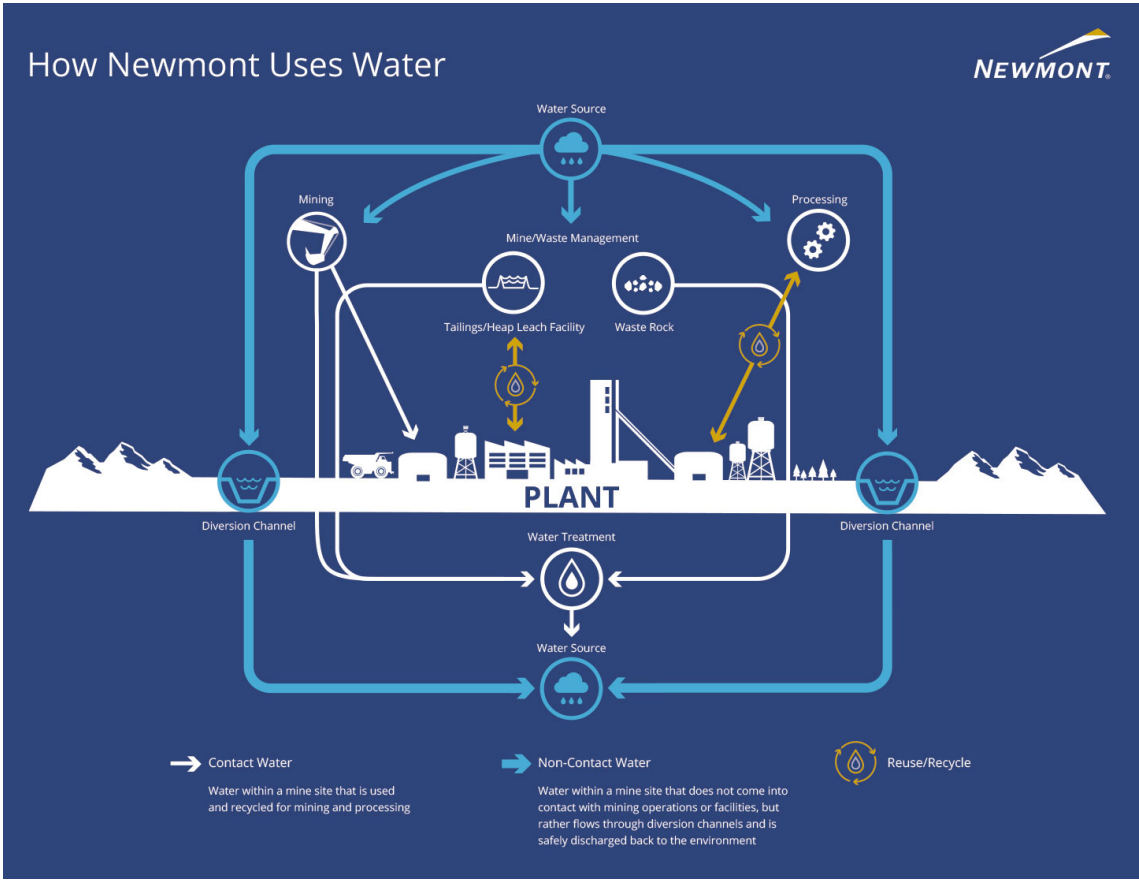 How Newmont Uses Water
NEWMONT®
Water Source
Mining
Processing
Mine/Waste Management
Tailings/Heap Leach Facility
Waste Rock
PLANT
Diversion Channel
Diversion Channel
Water Treatment
Water Source
Contact Water
Water within a mine site that is used
and recycled for mining and processing
Non-Contact Water
Water within a mine site that does not come into
contact with mining operations or facilities, but
rather flows through diversion channels and is
safely discharged back to the environment
Reuse/Recycle